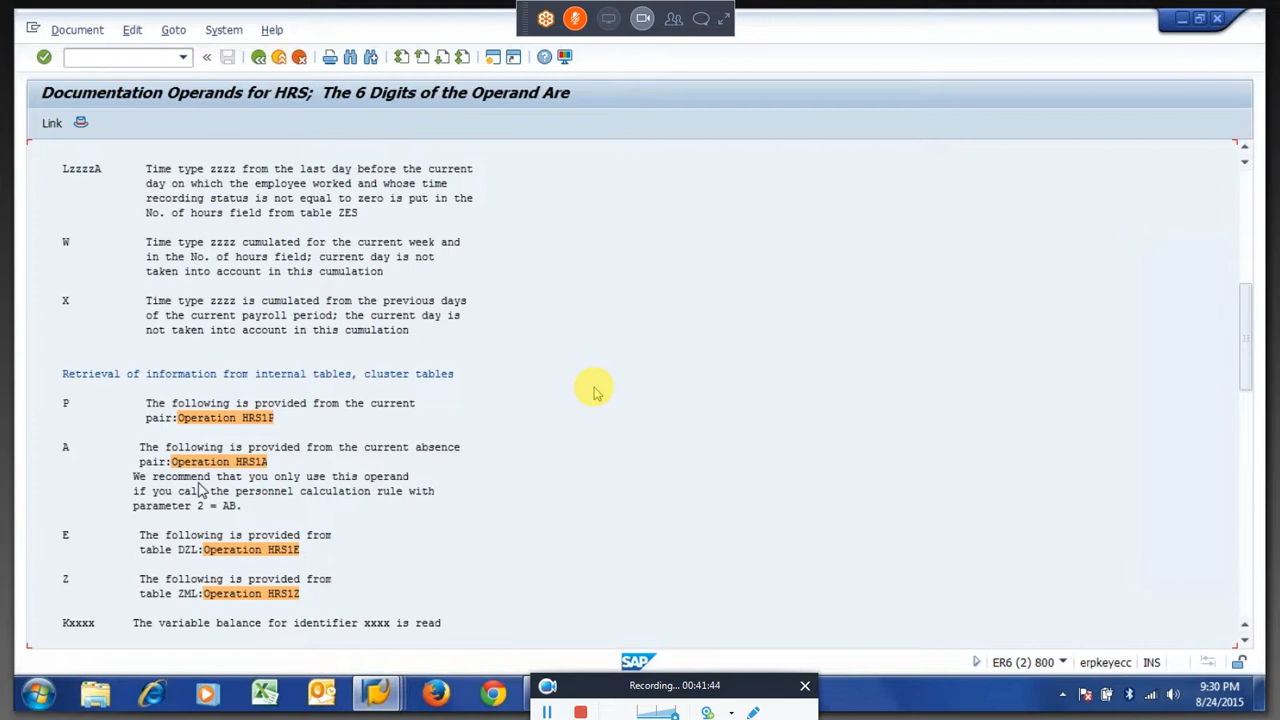 Document Edit Goto System Help
Documentation Operands for HRS; The 6 Digits of the Operand Are
Link
LzzzzA Time type zzzz from the last day before the current
day on which the employee worked and whose time
recording status is not equal to zero is put in the
No. of hours field from table ZES
W Time type zzzz cumulated for the current week and
in the No. of hours field; current day is not
taken into account in this cumulation
X Time type zzzz is cumulated from the previous days
of the current payroll period; the current day is
not taken into account in this cumulation
Retrieval of information from internal tables, cluster tables
P The following is provided from the current
pair:Operation HRS1P
A The following is provided from the current absence
pair:Operation HRS1A
We recommend that you only use this operand
if you call the personnel calculation rule with
parameter 2 = AB.
E The following is provided from
table DZL:Operation HRS1E
Z The following is provided from
table ZML:Operation HRS1Z
Kxxxx The variable balance for identifier xxxx is read
SAP
ER6 (2) 800 erpkeyecc INS
Recording... 00:41:44
9:30 PM
8/24/2015